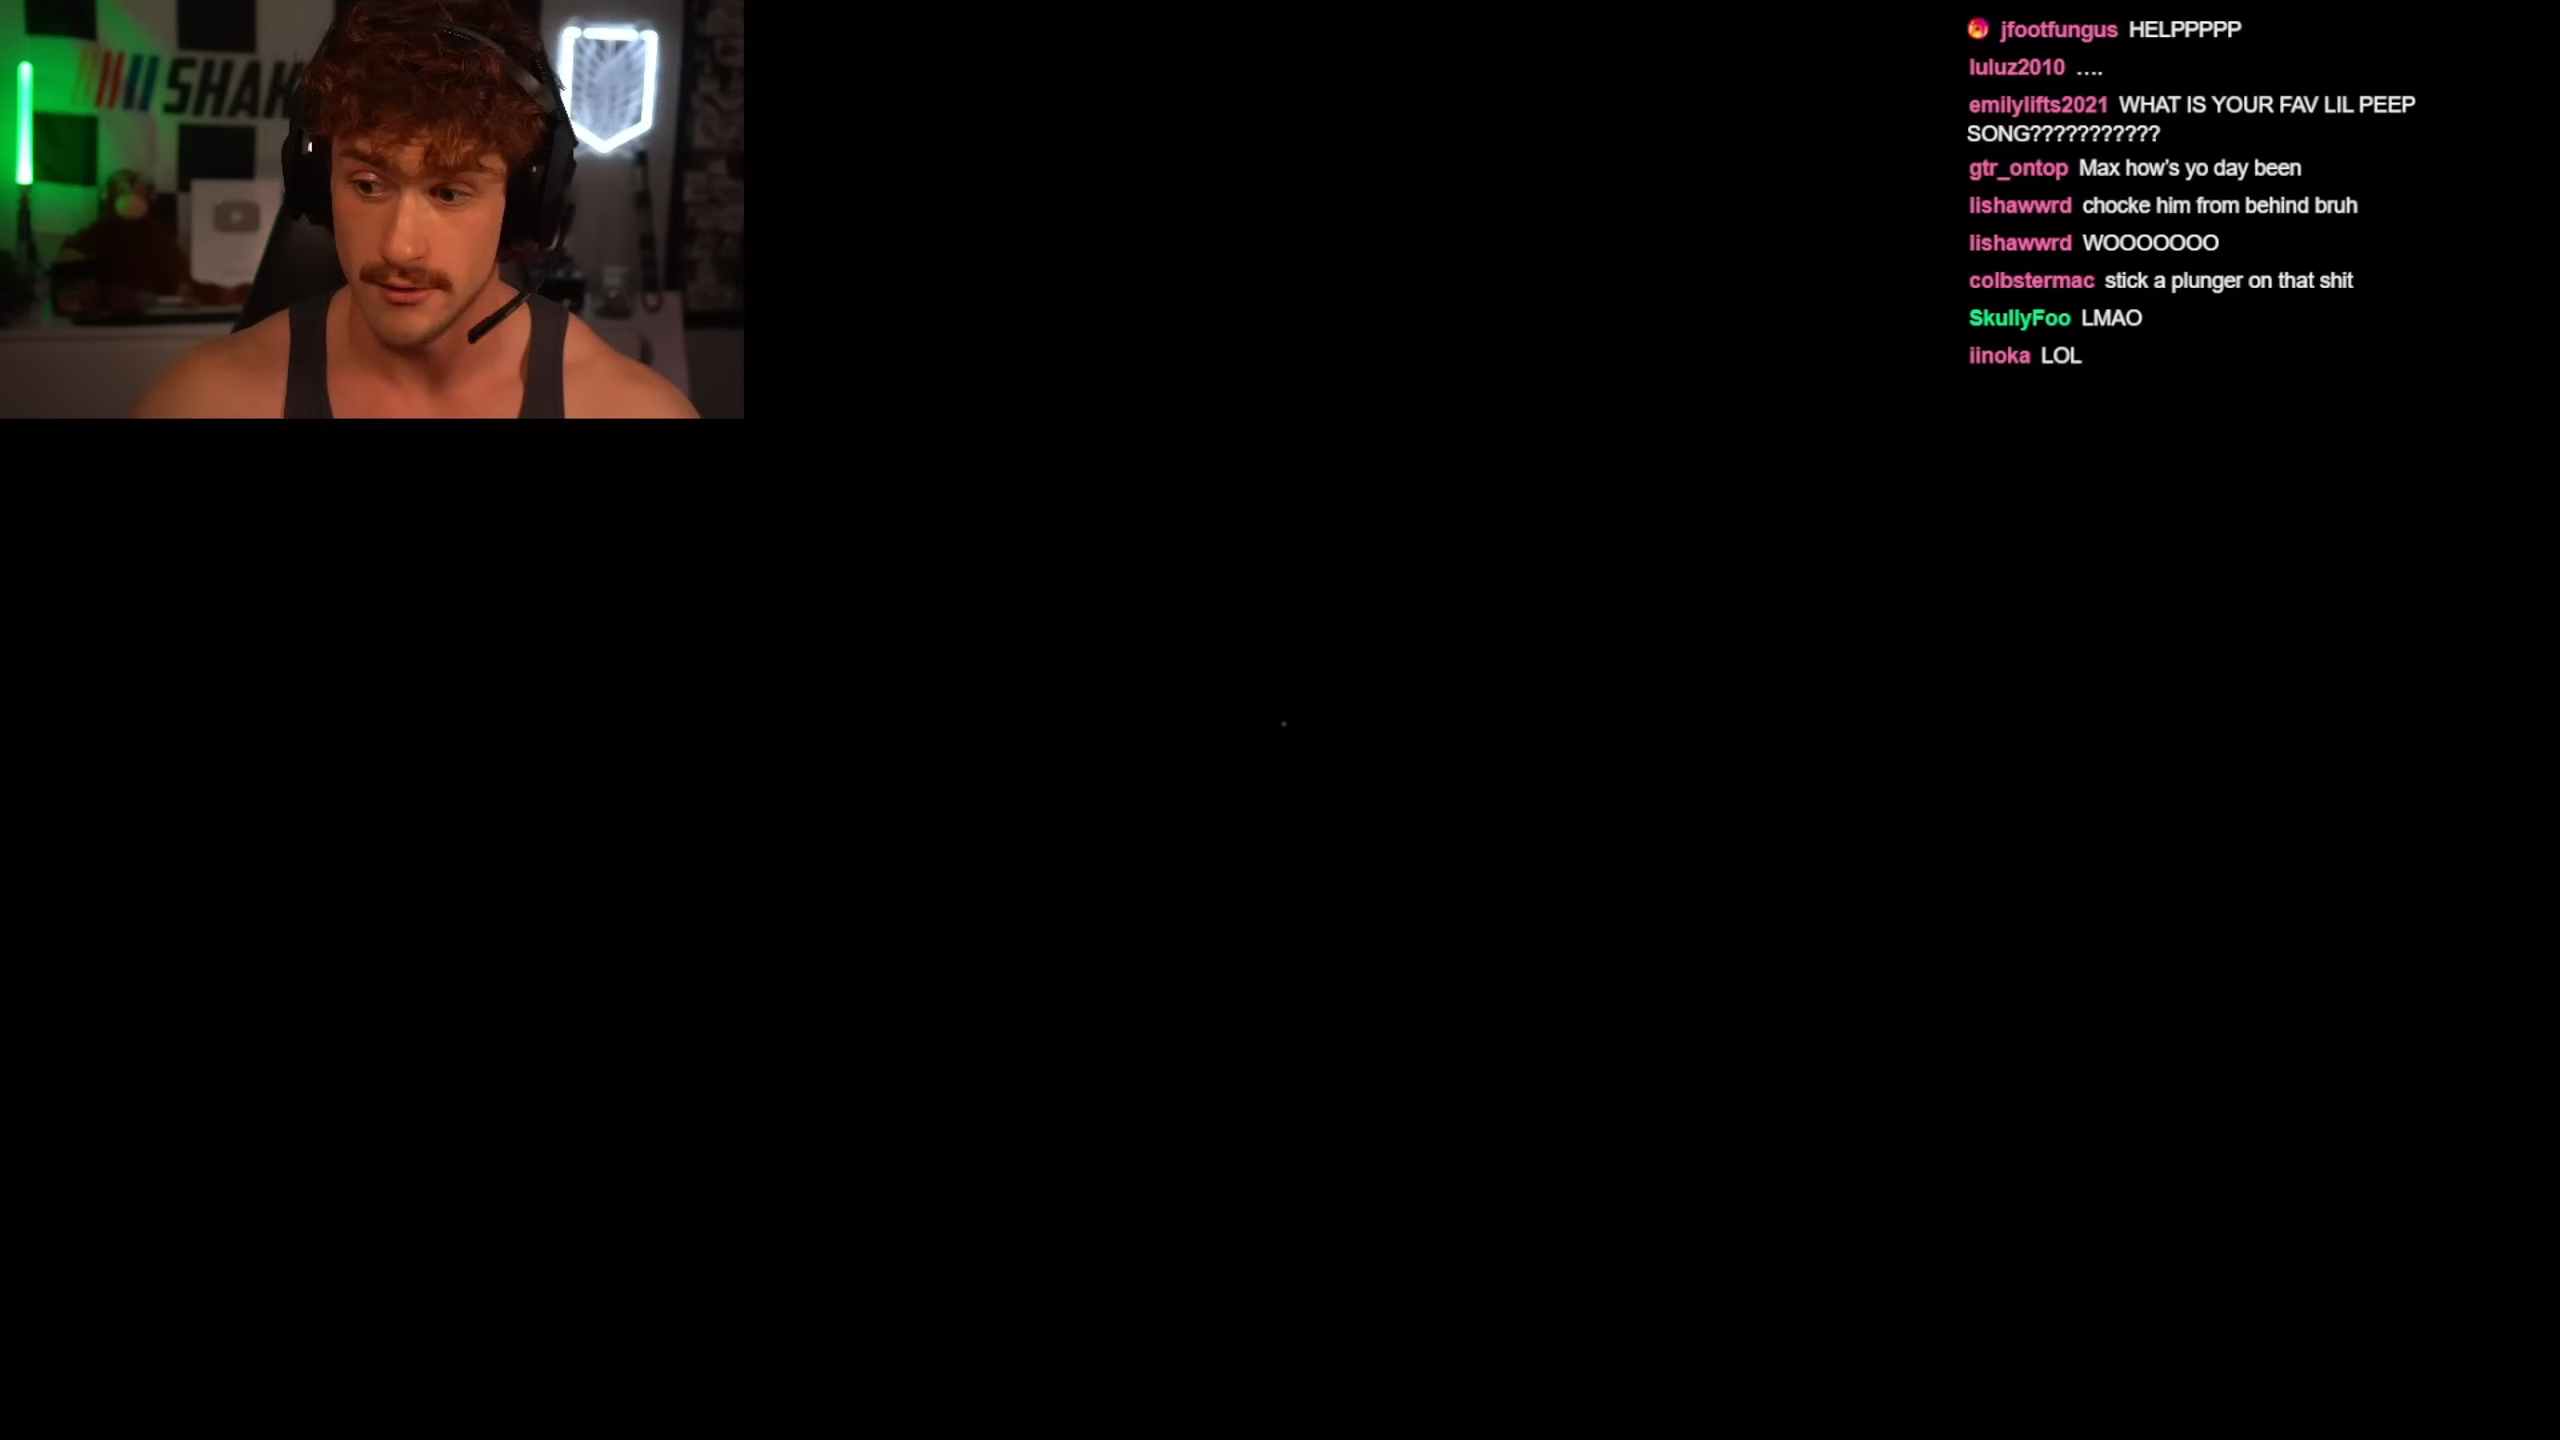 SHAK
jfootfungus HELPPPPP
luluz2010 ....
emilylifts2021 WHAT IS YOUR FAV LIL PEEP
SONG???????????
gtr_ontop Max how's yo day been
lishawwrd chocke him from behind bruh
lishawwrd WOOOOOOO
colbstermac stick a plunger on that shit
SkullyFoo LMAO
iinoka LOL